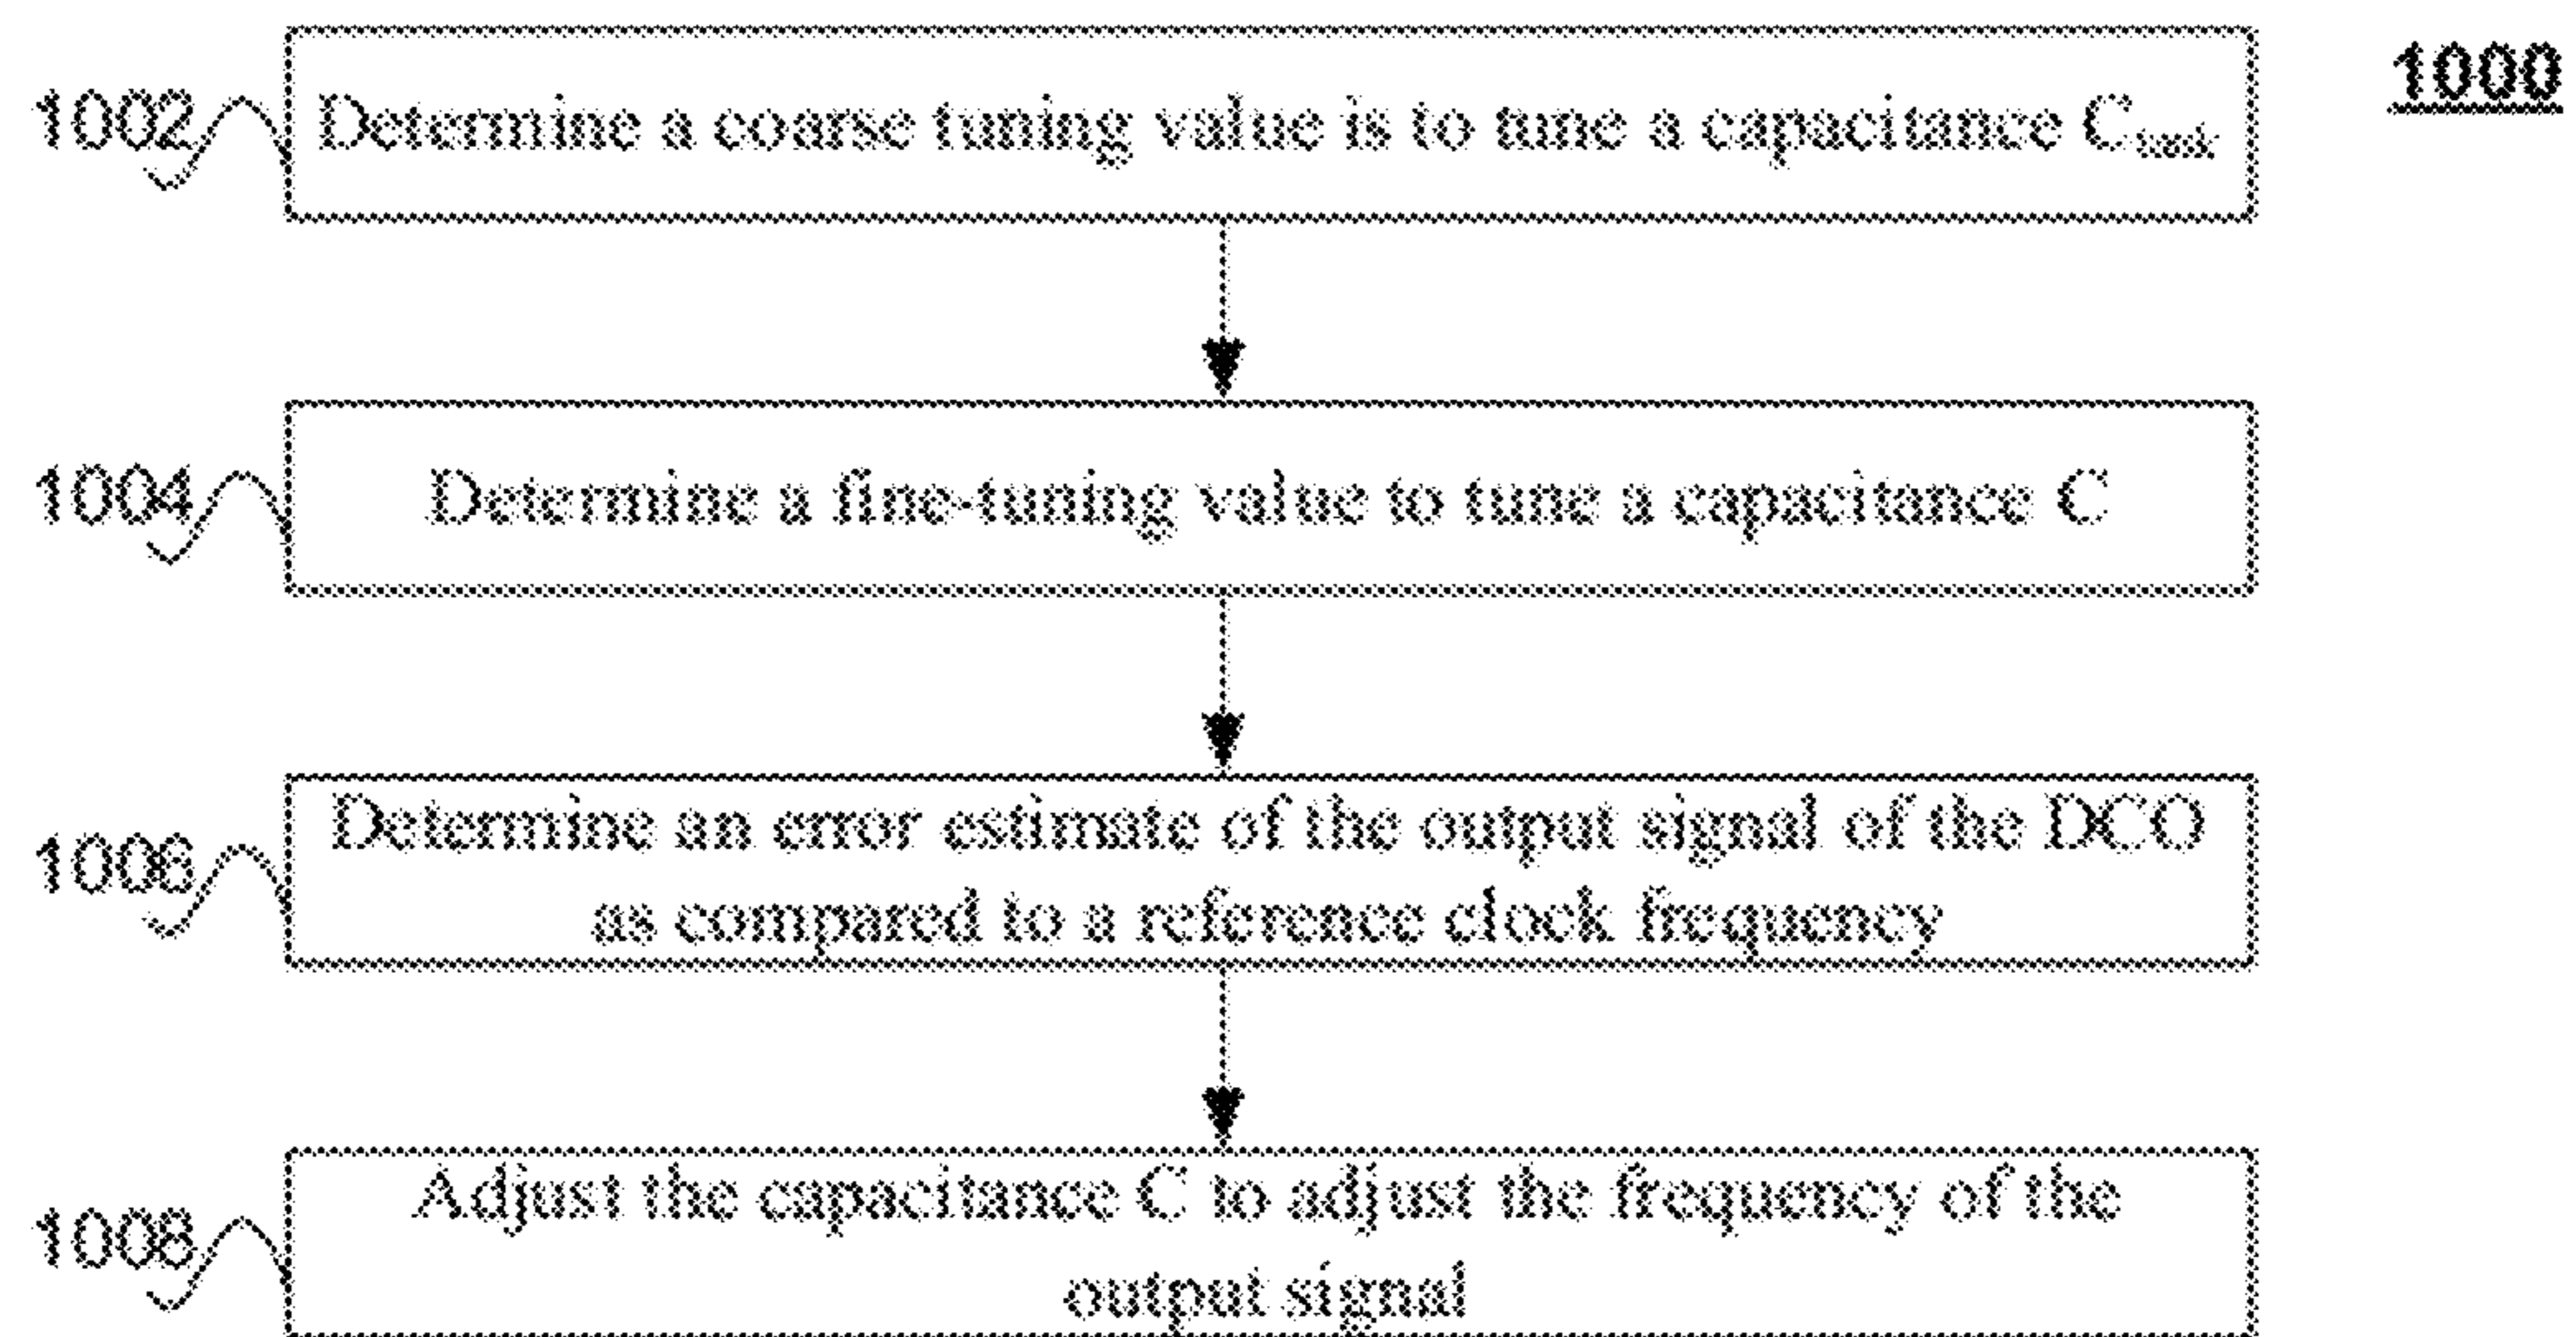 1000
1002 Determine a coarse tuning value is to tune a capacitance C_tank
1004 Determine a fine-tuning value to tune a capacitance C
1006 Determine an error estimate of the output signal of the DCO
as compared to a reference clock frequency
1008 Adjust the capacitance C to adjust the frequency of the
output signal